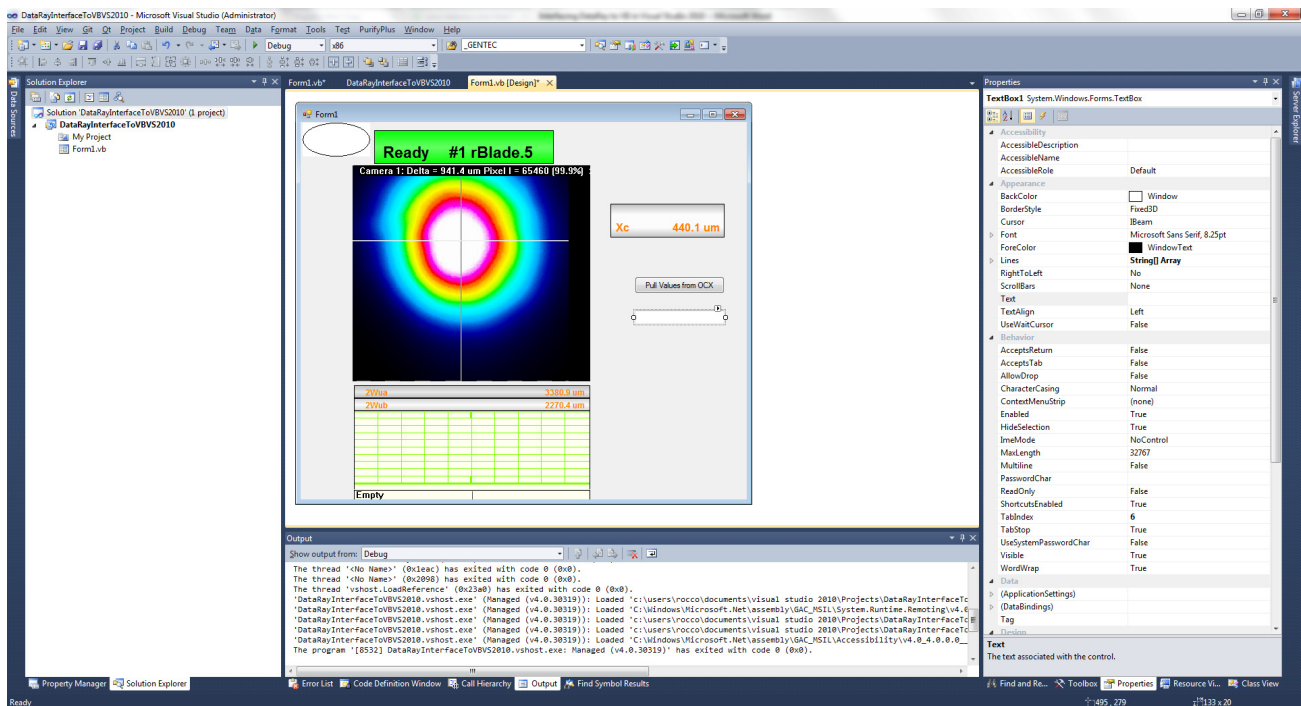 DataRayInterfaceToVBVS2010 - Microsoft Visual Studio (Administrator)
File Edit View Git Qt Project Build Debug Team Data Format Tools Test PurifyPlus Window Help
Debug x86 _GENTEC
Data Sources
Solution Explorer
Solution 'DataRayInterfaceToVBVS2010' (1 project)
DataRayInterfaceToVBVS2010
My Project
Form1.vb
Property Manager Solution Explorer
Form1.vb* DataRayInterfaceToVBVS2010 Form1.vb [Design]*
Form1
Ready #1 rBlade.5
Camera 1: Delta = 941.4 um Pixel I = 65460 (99.9%)
Xc 440.1 um
Pull Values from OCX
2Wua 3380.9 um
2Wub 2270.4 um
Empty
Output
Show output from: Debug
The thread '<No Name>' (0x1eac) has exited with code 0 (0x0).
The thread '<No Name>' (0x2098) has exited with code 0 (0x0).
The thread 'vshost.LoadReference' (0x23a0) has exited with code 0 (0x0).
'DataRayInterfaceToVBVS2010.vshost.exe' (Managed (v4.0.30319)): Loaded 'c:\users\rocco\documents\visual studio 2010\Projects\DataRayInterfaceTo
'DataRayInterfaceToVBVS2010.vshost.exe' (Managed (v4.0.30319)): Loaded 'C:\Windows\Microsoft.Net\assembly\GAC_MSIL\System.Runtime.Remoting\v4.0
'DataRayInterfaceToVBVS2010.vshost.exe' (Managed (v4.0.30319)): Loaded 'c:\users\rocco\documents\visual studio 2010\Projects\DataRayInterfaceTo
'DataRayInterfaceToVBVS2010.vshost.exe' (Managed (v4.0.30319)): Loaded 'c:\users\rocco\documents\visual studio 2010\Projects\DataRayInterfaceTo
'DataRayInterfaceToVBVS2010.vshost.exe' (Managed (v4.0.30319)): Loaded 'C:\Windows\Microsoft.Net\assembly\GAC_MSIL\Accessibility\v4.0_4.0.0.0__
The program '[8532] DataRayInterfaceToVBVS2010.vshost.exe: Managed (v4.0.30319)' has exited with code 0 (0x0).
Error List Code Definition Window Call Hierarchy Output Find Symbol Results
Properties
TextBox1 System.Windows.Forms.TextBox
Accessibility
AccessibleDescription
AccessibleName
AccessibleRole Default
Appearance
BackColor Window
BorderStyle Fixed3D
Cursor IBeam
Font Microsoft Sans Serif, 8.25pt
ForeColor WindowText
Lines String[] Array
RightToLeft No
ScrollBars None
Text
TextAlign Left
UseWaitCursor False
Behavior
AcceptsReturn False
AcceptsTab False
AllowDrop False
CharacterCasing Normal
ContextMenuStrip (none)
Enabled True
HideSelection True
ImeMode NoControl
MaxLength 32767
Multiline False
PasswordChar
ReadOnly False
ShortcutsEnabled True
TabIndex 6
TabStop True
UseSystemPasswordChar False
Visible True
WordWrap True
Data
(ApplicationSettings)
(DataBindings)
Tag
Design
Text
The text associated with the control.
Find and Re... Toolbox Properties Resource Vi... Class View
Server Explorer
Ready 495 , 279 133 x 20